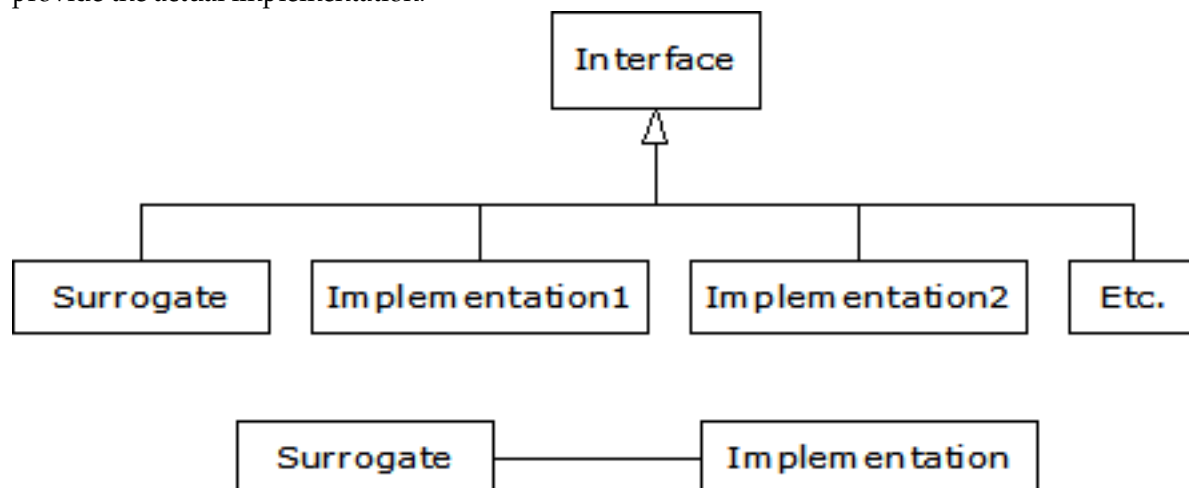 provide the actual implementation.
Interface
Surrogate Implementation1 Implementation2 Etc.
Surrogate Implementation